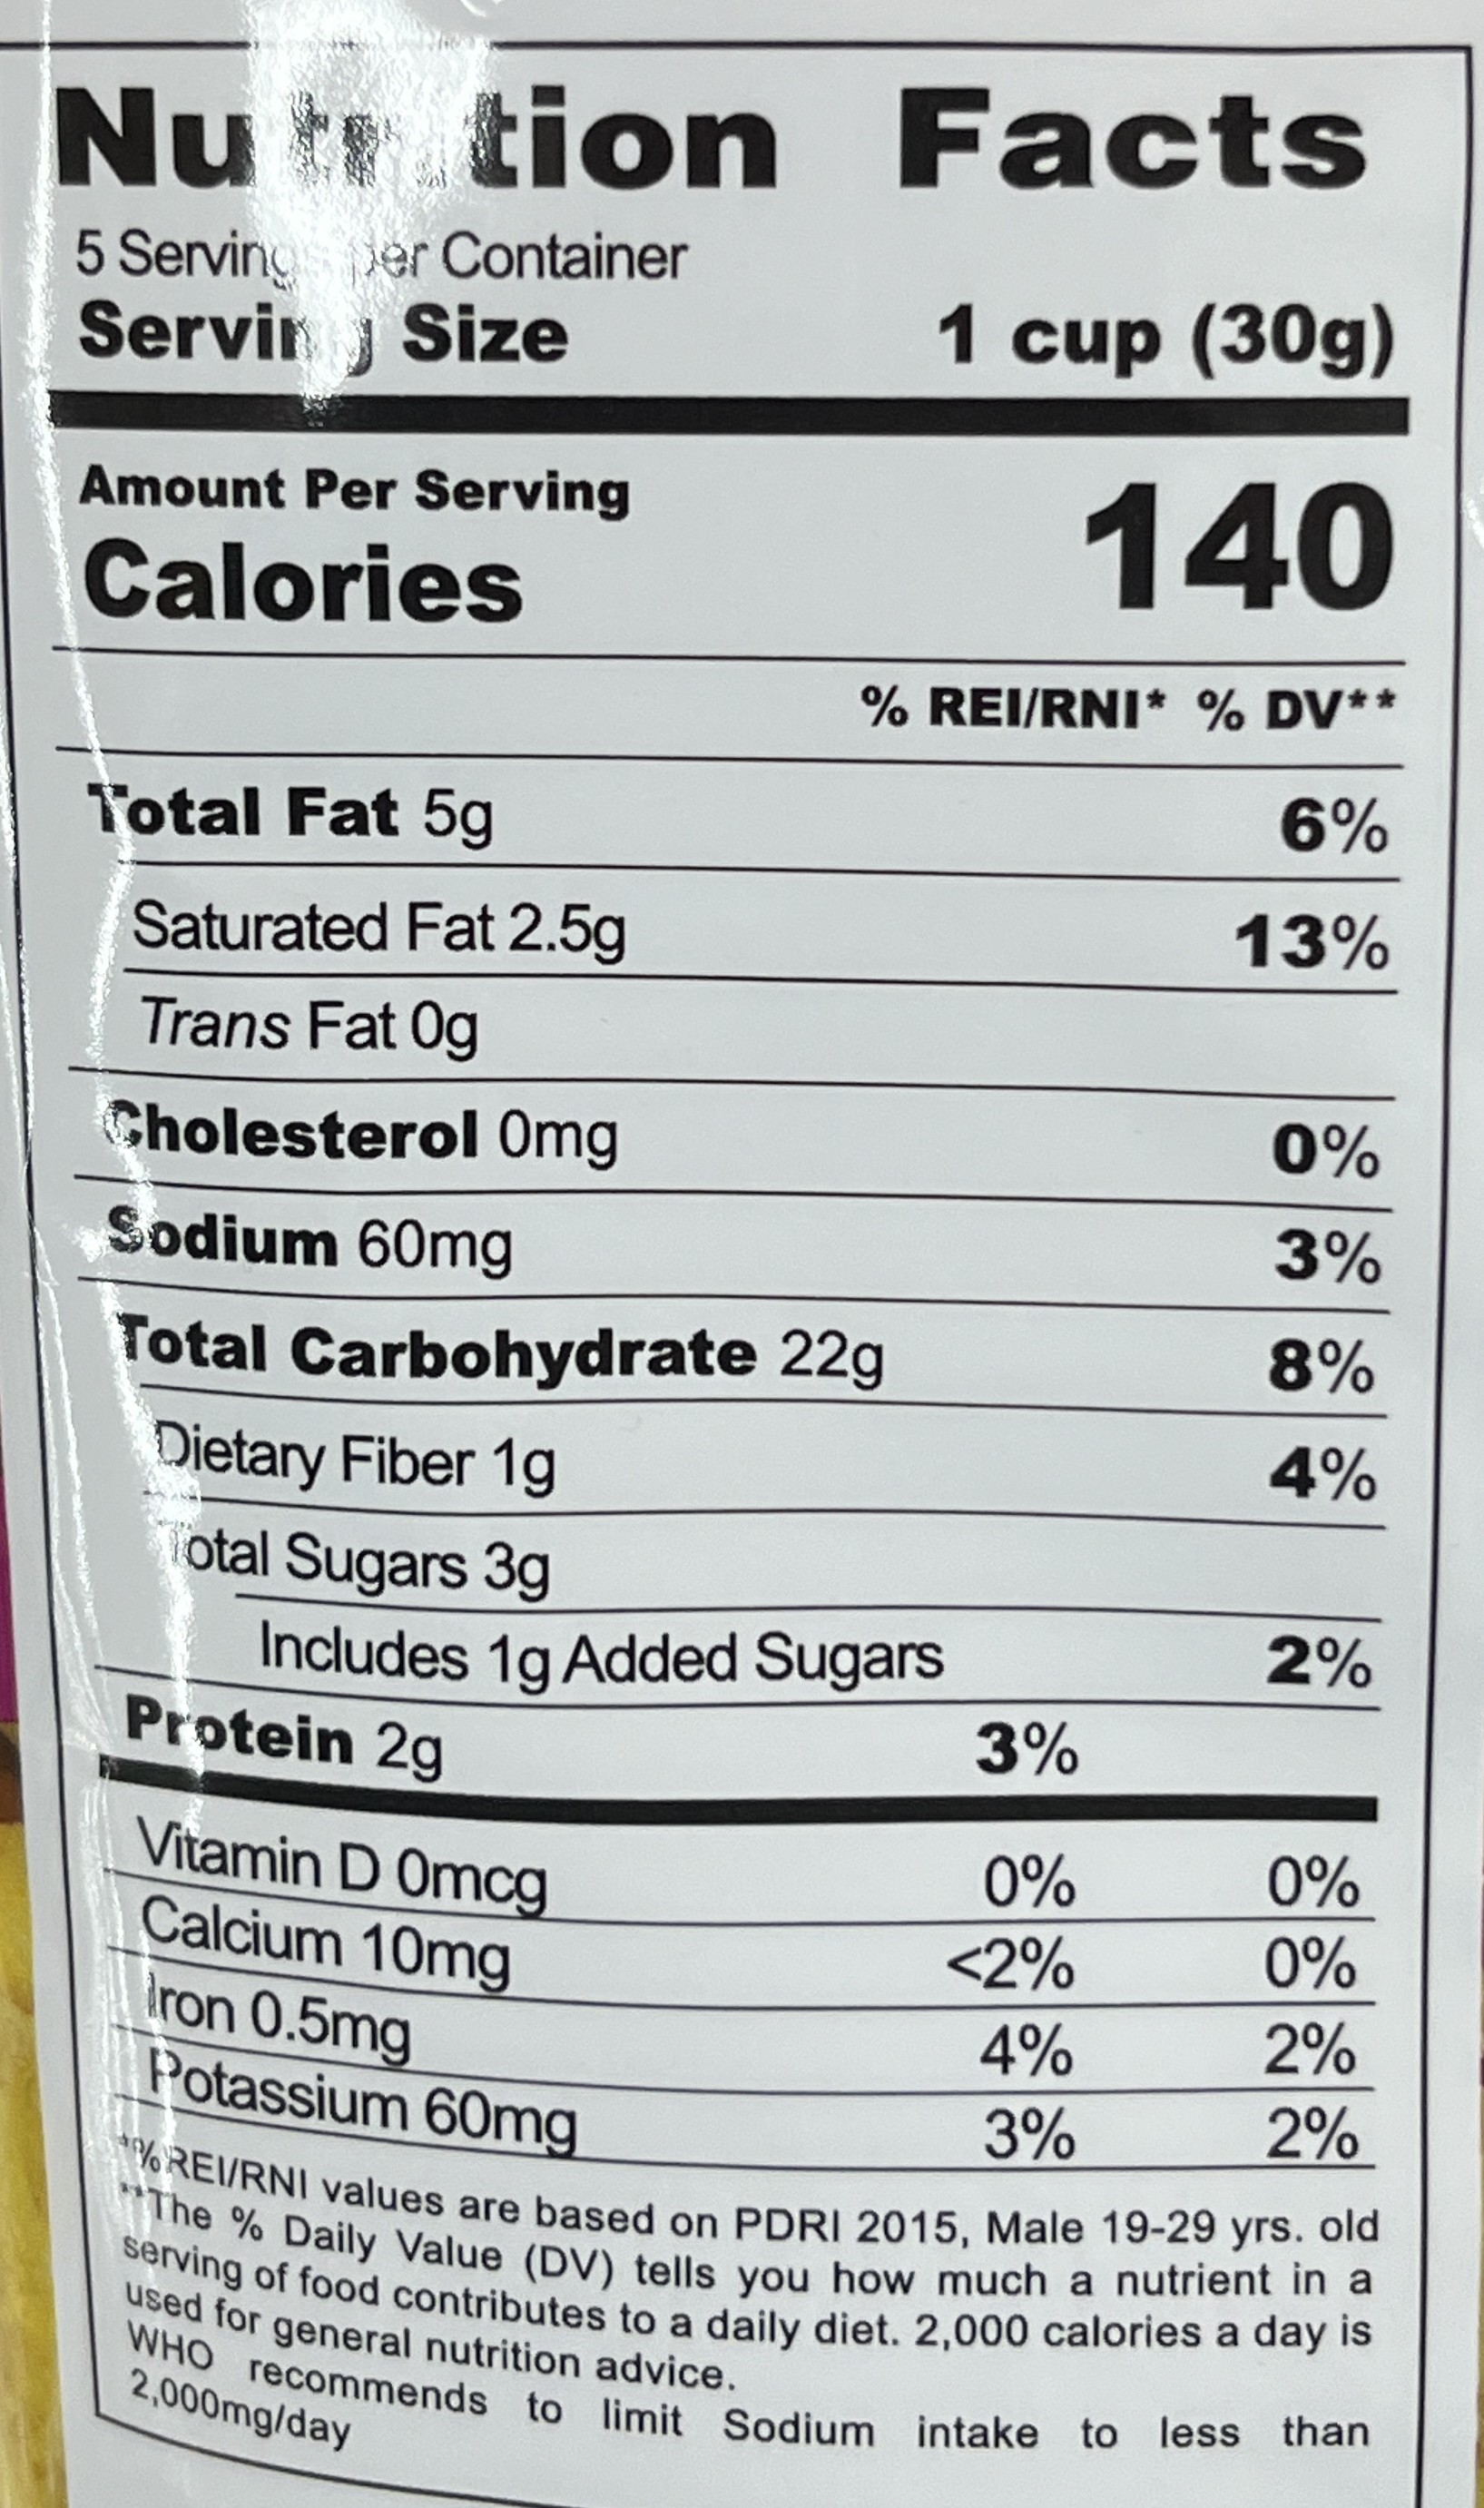 Nutrition Facts
5 Servings per Container
Serving Size 1 cup (30g)
Amount Per Serving
Calories 140
% REI/RNI* % DV**
Total Fat 5g 6%
Saturated Fat 2.5g 13%
Trans Fat 0g
Cholesterol 0mg 0%
Sodium 60mg 3%
Total Carbohydrate 22g 8%
Dietary Fiber 1g 4%
Total Sugars 3g
Includes 1g Added Sugars 2%
Protein 2g 3%
Vitamin D 0mcg 0% 0%
Calcium 10mg <2% 0%
Iron 0.5mg 4% 2%
Potassium 60mg 3% 2%
*%REI/RNI values are based on PDRI 2015, Male 19-29 yrs. old
**The % Daily Value (DV) tells you how much a nutrient in a
serving of food contributes to a daily diet. 2,000 calories a day is
used for general nutrition advice.
WHO recommends to limit Sodium intake to less than
2,000mg/day